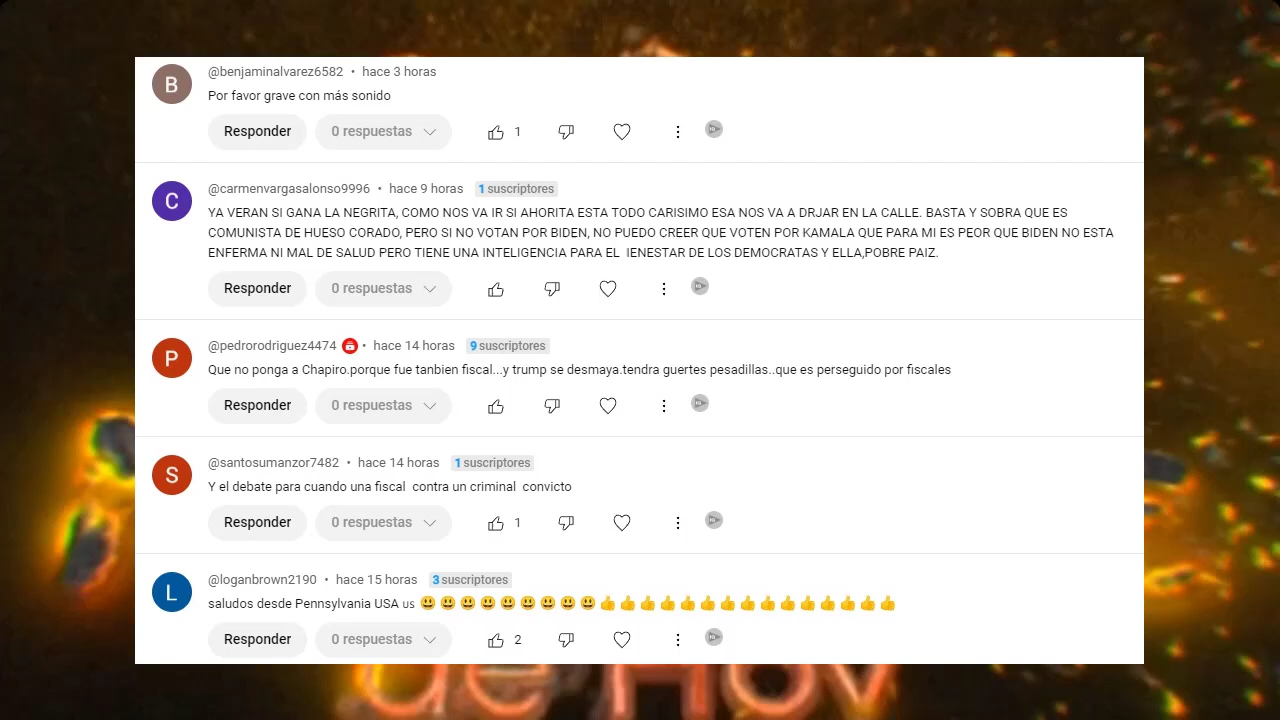 B
@benjaminalvarez6582 • hace 3 horas
Por favor grave con más sonido
Responder 0 respuestas 1
C
@carmenvargasalonso9996 • hace 9 horas 1 suscriptores
YA VERAN SI GANA LA NEGRITA, COMO NOS VA IR SI AHORITA ESTA TODO CARISIMO ESA NOS VA A DRJAR EN LA CALLE. BASTA Y SOBRA QUE ES
COMUNISTA DE HUESO CORADO, PERO SI NO VOTAN POR BIDEN, NO PUEDO CREER QUE VOTEN POR KAMALA QUE PARA MI ES PEOR QUE BIDEN NO ESTA
ENFERMA NI MAL DE SALUD PERO TIENE UNA INTELIGENCIA PARA EL IENESTAR DE LOS DEMOCRATAS Y ELLA,POBRE PAIZ.
Responder 0 respuestas
P
@pedrorodriguez4474 • hace 14 horas 9 suscriptores
Que no ponga a Chapiro.porque fue tanbien fiscal...y trump se desmaya.tendra guertes pesadillas..que es perseguido por fiscales
Responder 0 respuestas
S
@santosumanzor7482 • hace 14 horas 1 suscriptores
Y el debate para cuando una fiscal contra un criminal convicto
Responder 0 respuestas 1
L
@loganbrown2190 • hace 15 horas 3 suscriptores
saludos desde Pennsylvania USA us 😃😃😃😃😃😃😃😃😃👍👍👍👍👍👍👍👍👍👍👍👍👍👍👍
Responder 0 respuestas 2
de Hoy